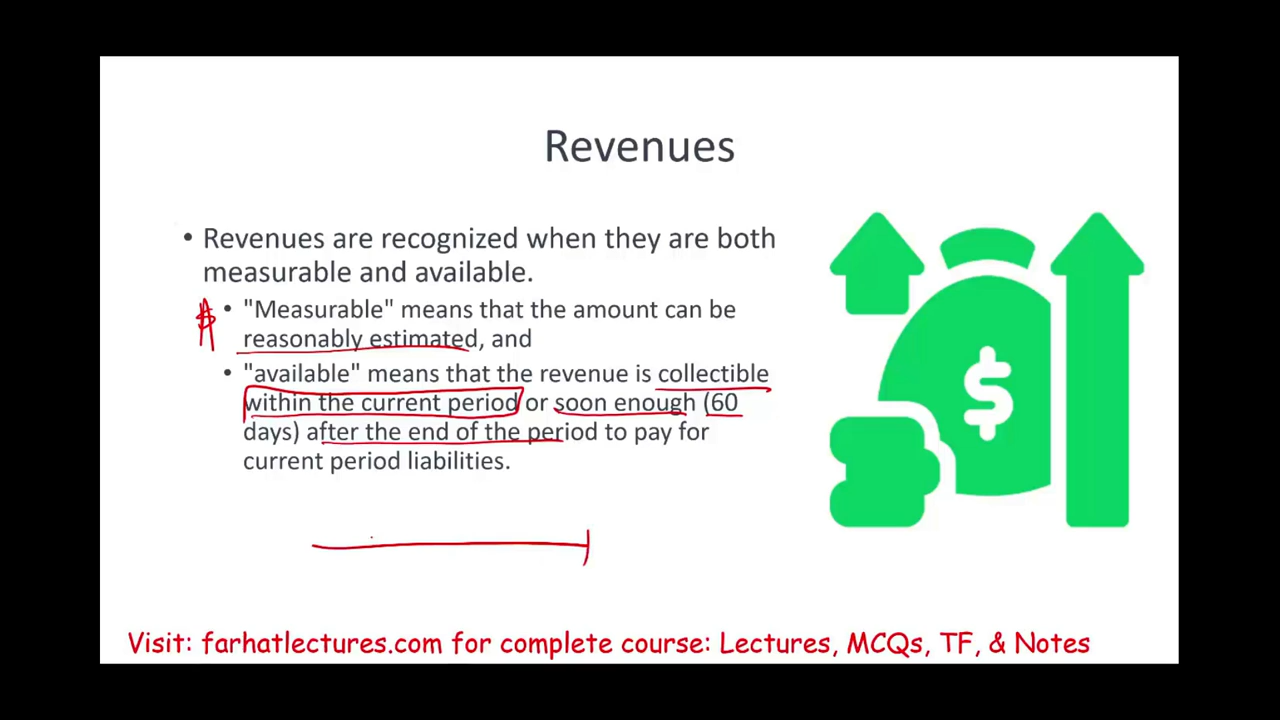 Revenues
• Revenues are recognized when they are both
measurable and available.
• "Measurable" means that the amount can be
reasonably estimated, and
• "available" means that the revenue is collectible
within the current period or soon enough (60
days) after the end of the period to pay for
current period liabilities.
$
$
Visit: farhatlectures.com for complete course: Lectures, MCQs, TF, & Notes